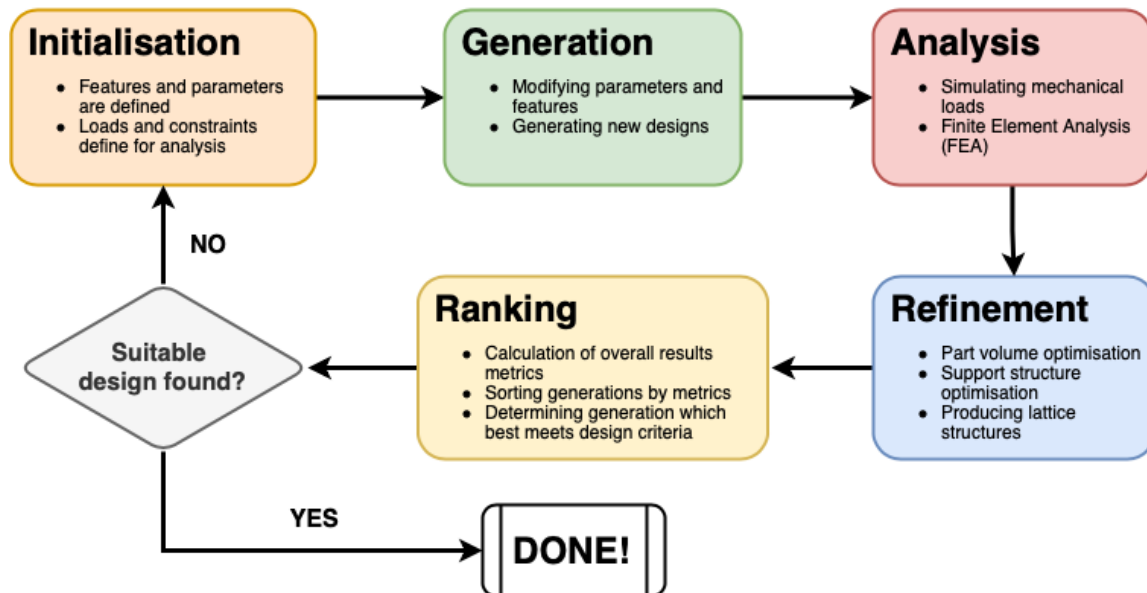 Initialisation
• Features and parameters
are defined
• Loads and constraints
define for analysis
Generation
• Modifying parameters and
features
• Generating new designs
Analysis
• Simulating mechanical
loads
• Finite Element Analysis
(FEA)
Refinement
• Part volume optimisation
• Support structure
optimisation
• Producing lattice
structures
Ranking
• Calculation of overall results
metrics
• Sorting generations by metrics
• Determining generation which
best meets design criteria
Suitable
design found?
NO
YES
DONE!